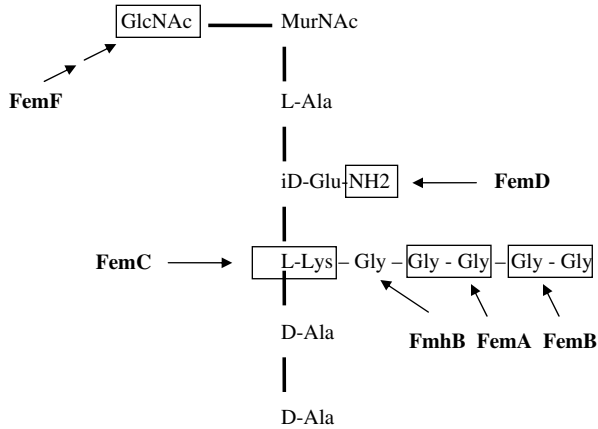 GlcNAc MurNAc
FemF
L-Ala
iD-Glu-NH2 FemD
FemC L-Lys – Gly – Gly - Gly – Gly - Gly
D-Ala FmhB FemA FemB
D-Ala